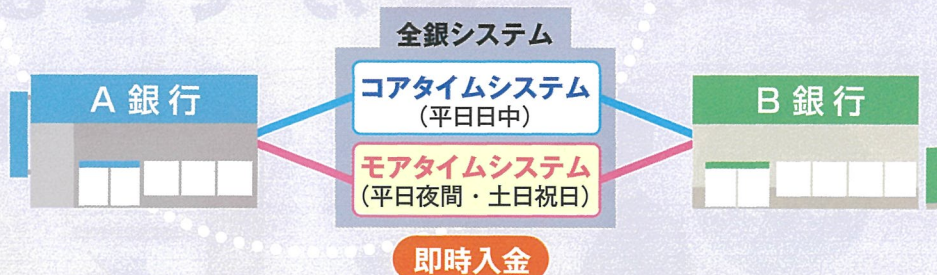 全銀システム
A 銀行
コアタイムシステム
(平日日中)
モアタイムシステム
(平日夜間・土日祝日)
B 銀行
即時入金